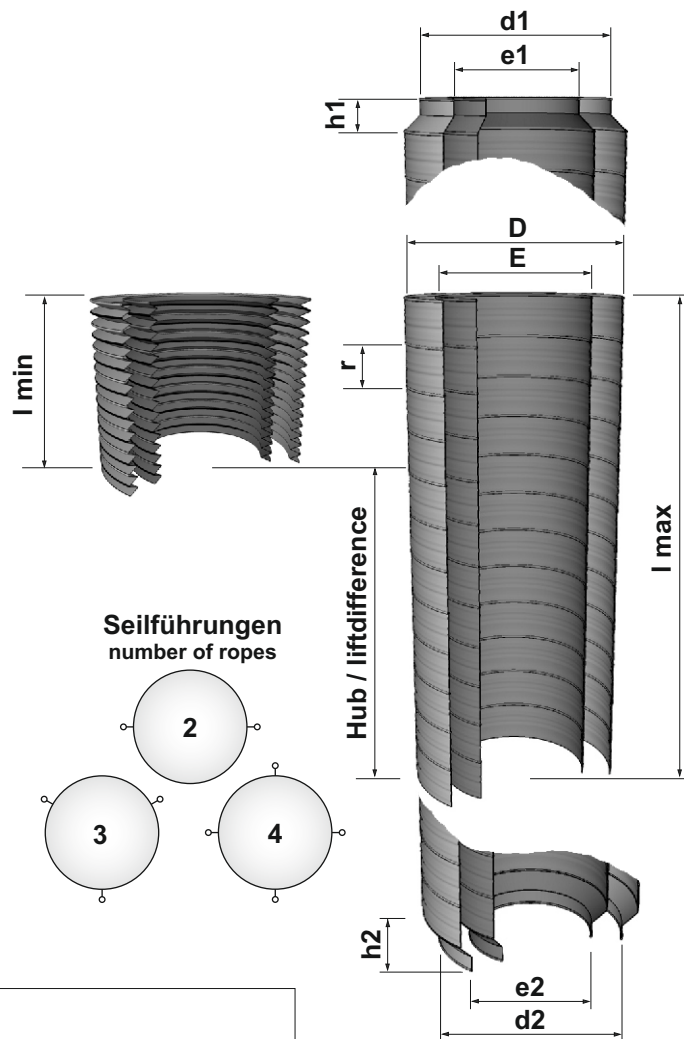 d1
e1
h1
D
E
r
l min
l max
Hub / liftdifference
Seilführungen
number of ropes
2
3
4
h2
e2
d2